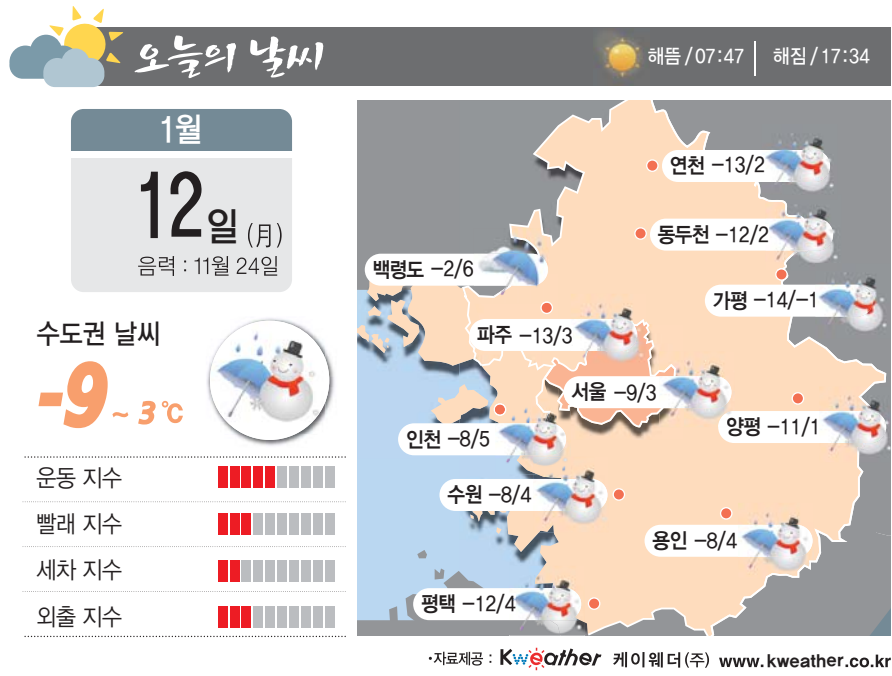 오늘의 날씨
해뜸 / 07:47
해짐 / 17:34
1월
12일 (月)
음력 : 11월 24일
수도권 날씨
-9 ~ 3℃
운동 지수
빨래 지수
세차 지수
외출 지수
연천 -13/2
동두천 -12/2
백령도 -2/6
가평 -14/-1
파주 -13/3
서울 -9/3
양평 -11/1
인천 -8/5
수원 -8/4
용인 -8/4
평택 -12/4
·자료제공 : Kweather 케이웨더(주) www.kweather.co.kr